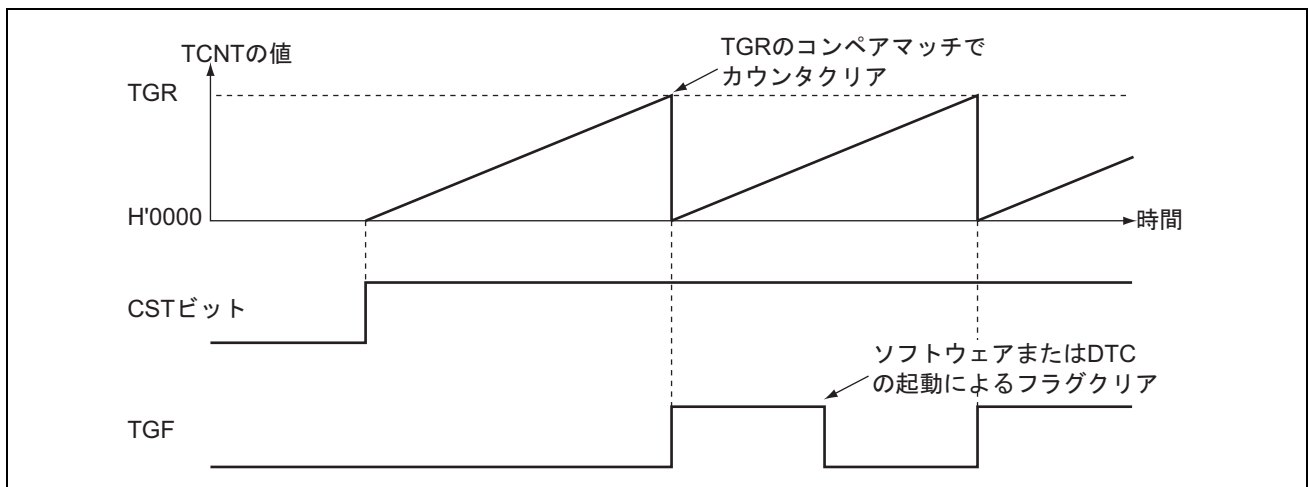 TCNTの値
TGRのコンペアマッチで
カウンタクリア
TGR
H'0000
時間
CSTビット
ソフトウェアまたはDTC
の起動によるフラグクリア
TGF